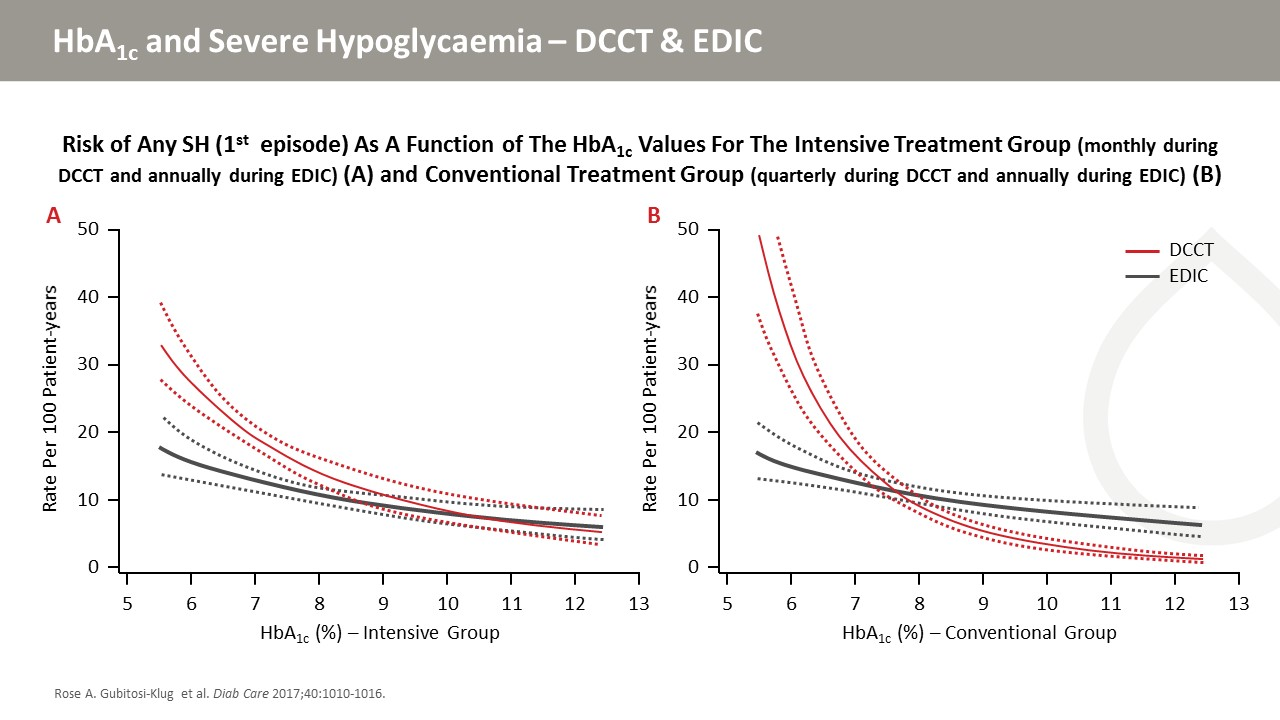 HbA1c and Severe Hypoglycaemia – DCCT & EDIC
Risk of Any SH (1st episode) As A Function of The HbA1c Values For The Intensive Treatment Group (monthly during
DCCT and annually during EDIC) (A) and Conventional Treatment Group (quarterly during DCCT and annually during EDIC) (B)
A
50
40
30
20
10
0
Rate Per 100 Patient-years
5 6 7 8 9 10 11 12 13
HbA1c (%) – Intensive Group
B
50
40
30
20
10
0
Rate Per 100 Patient-years
DCCT
EDIC
5 6 7 8 9 10 11 12 13
HbA1c (%) – Conventional Group
Rose A. Gubitosi-Klug et al. Diab Care 2017;40:1010-1016.